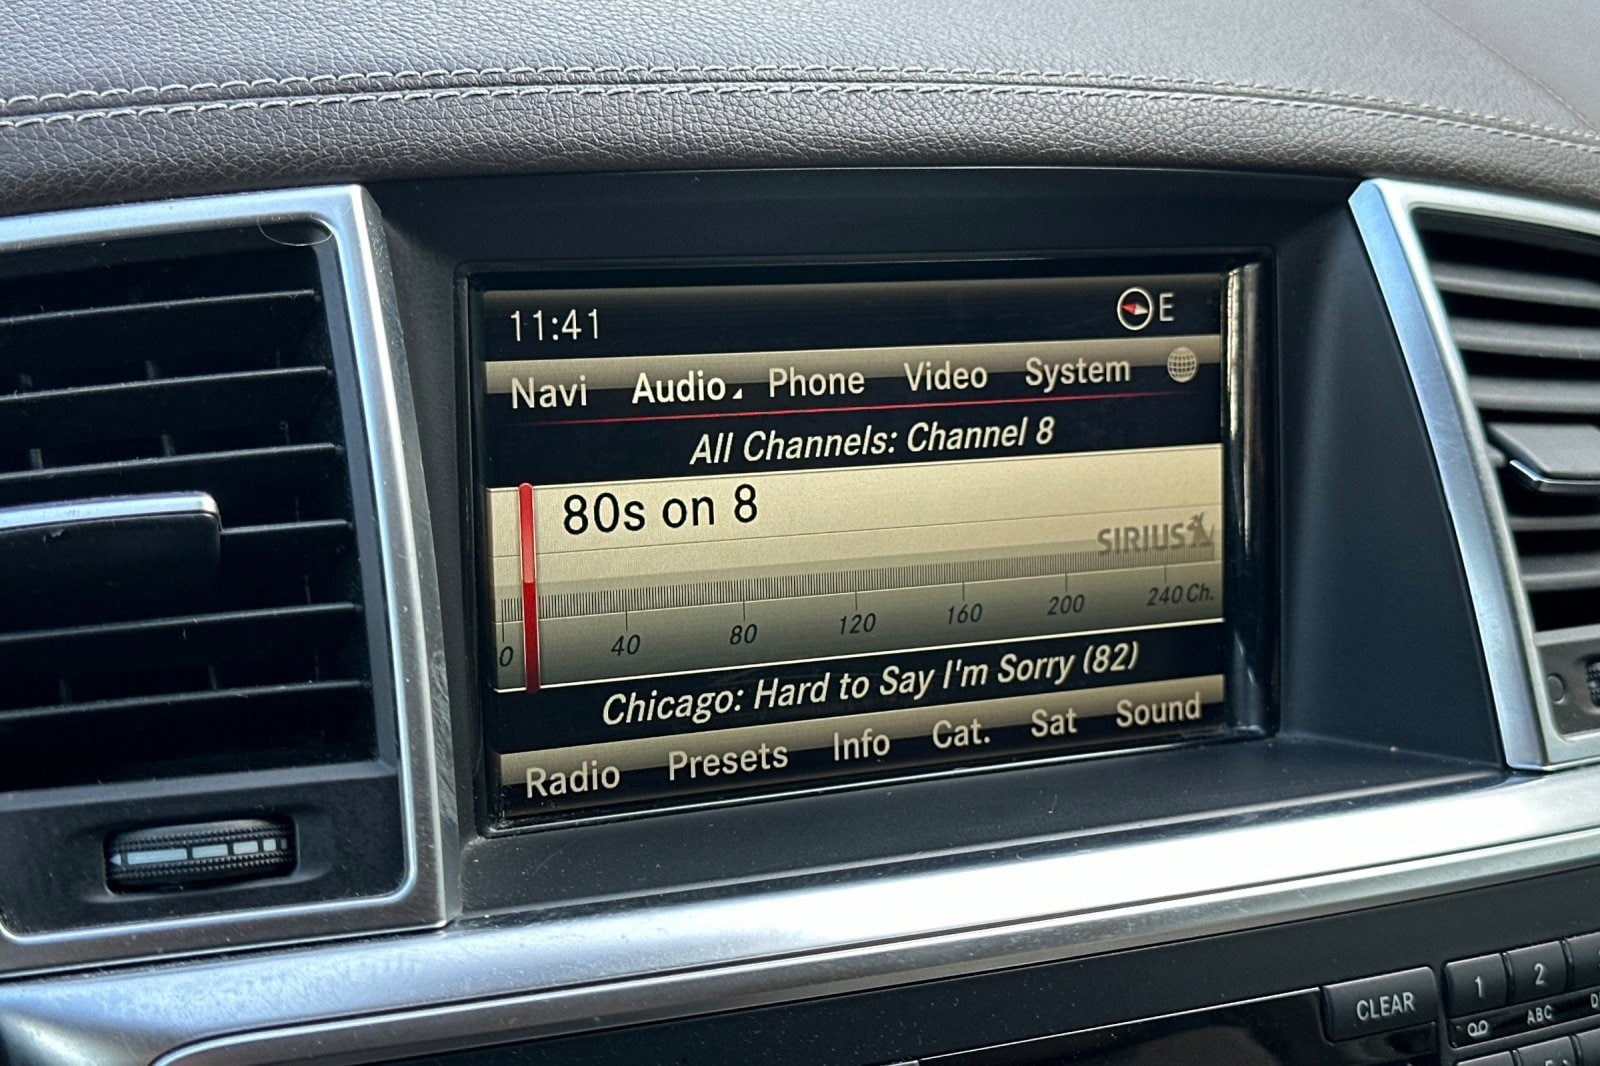 11:41 E
Navi Audio Phone Video System
All Channels: Channel 8
80s on 8
SIRIUS
0 40 80 120 160 200 240 Ch.
Chicago: Hard to Say I'm Sorry (82)
Radio Presets Info Cat. Sat Sound
CLEAR 1 2
ABC